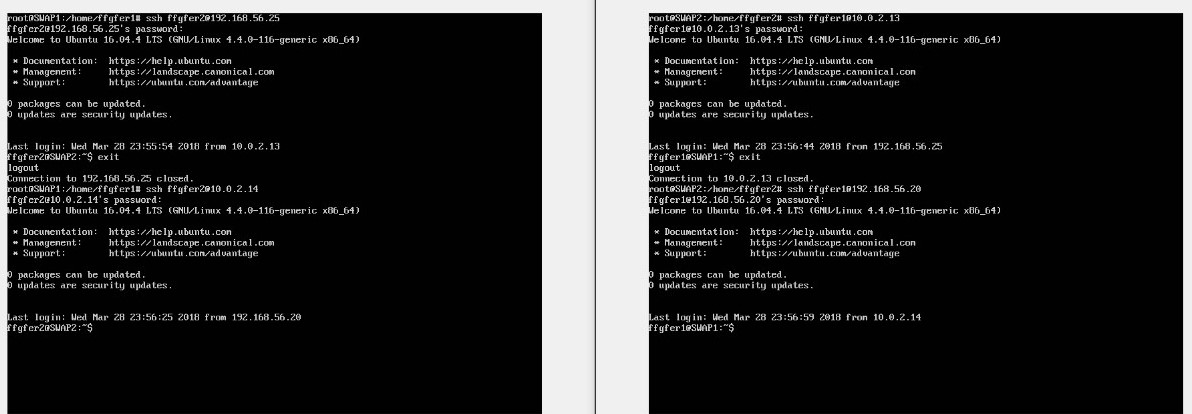 root@SWAP1:/home/ffgfer1# ssh ffgfer2@192.168.56.25
ffgfer2@192.168.56.25's password:
Welcome to Ubuntu 16.04.4 LTS (GNU/Linux 4.4.0-116-generic x86_64)
* Documentation: https://help.ubuntu.com
* Management: https://landscape.canonical.com
* Support: https://ubuntu.com/advantage
0 packages can be updated.
0 updates are security updates.
Last login: Wed Mar 28 23:55:54 2018 from 10.0.2.13
ffgfer2@SWAP2:~$ exit
logout
Connection to 192.168.56.25 closed.
root@SWAP1:/home/ffgfer1# ssh ffgfer2@10.0.2.14
ffgfer2@10.0.2.14's password:
Welcome to Ubuntu 16.04.4 LTS (GNU/Linux 4.4.0-116-generic x86_64)
* Documentation: https://help.ubuntu.com
* Management: https://landscape.canonical.com
* Support: https://ubuntu.com/advantage
0 packages can be updated.
0 updates are security updates.
Last login: Wed Mar 28 23:56:25 2018 from 192.168.56.20
ffgfer2@SWAP2:~$
root@SWAP2:/home/ffgfer2# ssh ffgfer1@10.0.2.13
ffgfer1@10.0.2.13's password:
Welcome to Ubuntu 16.04.4 LTS (GNU/Linux 4.4.0-116-generic x86_64)
* Documentation: https://help.ubuntu.com
* Management: https://landscape.canonical.com
* Support: https://ubuntu.com/advantage
0 packages can be updated.
0 updates are security updates.
Last login: Wed Mar 28 23:56:44 2018 from 192.168.56.25
ffgfer1@SWAP1:~$ exit
logout
Connection to 10.0.2.13 closed.
root@SWAP2:/home/ffgfer2# ssh ffgfer1@192.168.56.20
ffgfer1@192.168.56.20's password:
Welcome to Ubuntu 16.04.4 LTS (GNU/Linux 4.4.0-116-generic x86_64)
* Documentation: https://help.ubuntu.com
* Management: https://landscape.canonical.com
* Support: https://ubuntu.com/advantage
0 packages can be updated.
0 updates are security updates.
Last login: Wed Mar 28 23:56:59 2018 from 10.0.2.14
ffgfer1@SWAP1:~$